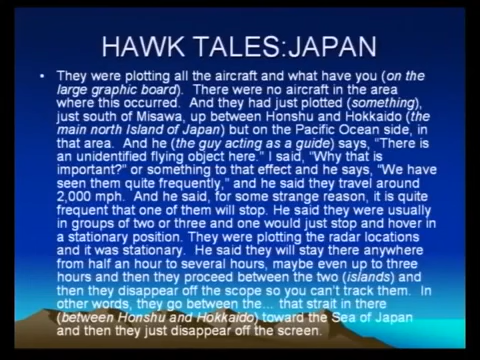 HAWK TALES:JAPAN
• They were plotting all the aircraft and what have you (on the
large graphic board).  There were no aircraft in the area
where this occurred.  And they had just plotted (something),
just south of Misawa, up between Honshu and Hokkaido (the
main north Island of Japan) but on the Pacific Ocean side, in
that area.  And he (the guy acting as a guide) says, "There is
an unidentified flying object here." I said, "Why that is
important?" or something to that effect and he says, "We have
seen them quite frequently," and he said they travel around
2,000 mph.  And he said, for some strange reason, it is quite
frequent that one of them will stop. He said they were usually
in groups of two or three and one would just stop and hover in
a stationary position. They were plotting the radar locations
and it was stationary.  He said they will stay there anywhere
from half an hour to several hours, maybe even up to three
hours and then they proceed between the two (islands) and
then they disappear off the scope so you can't track them.  In
other words, they go between the... that strait in there
(between Honshu and Hokkaido) toward the Sea of Japan
and then they just disappear off the screen.